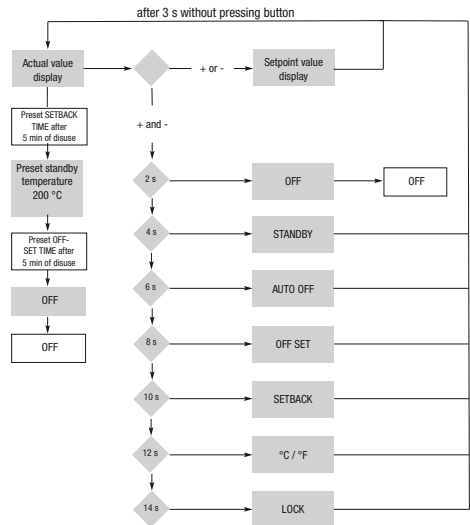 after 3 s without pressing button
Actual value
display
+ or -
Setpoint value
display
Preset SETBACK
TIME after
5 min of disuse
+ and -
Preset standby
temperature
200 °C
2 s
OFF
OFF
Preset OFF-
SET TIME after
5 min of disuse
4 s
STANDBY
OFF
6 s
AUTO OFF
OFF
8 s
OFF SET
10 s
SETBACK
12 s
°C / °F
14 s
LOCK